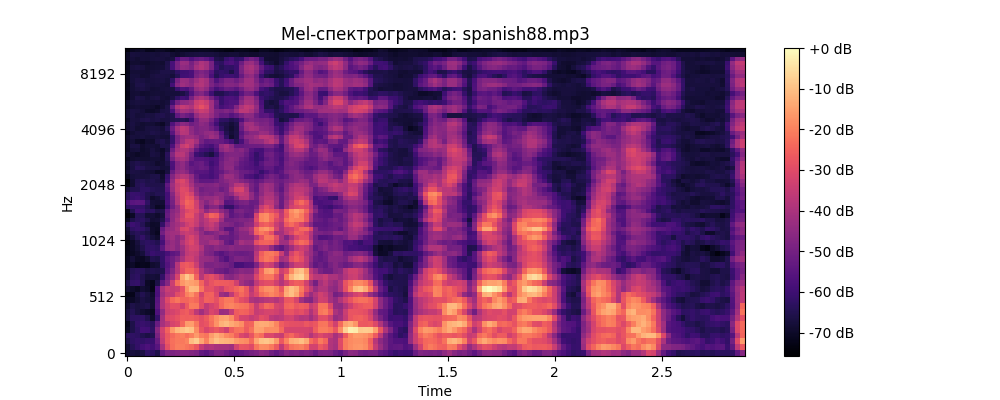 Mel-спектрограмма: spanish88.mp3
Hz
8192
4096
2048
1024
512
0
0
0.5
1
1.5
2
2.5
Time
+0 dB
-10 dB
-20 dB
-30 dB
-40 dB
-50 dB
-60 dB
-70 dB